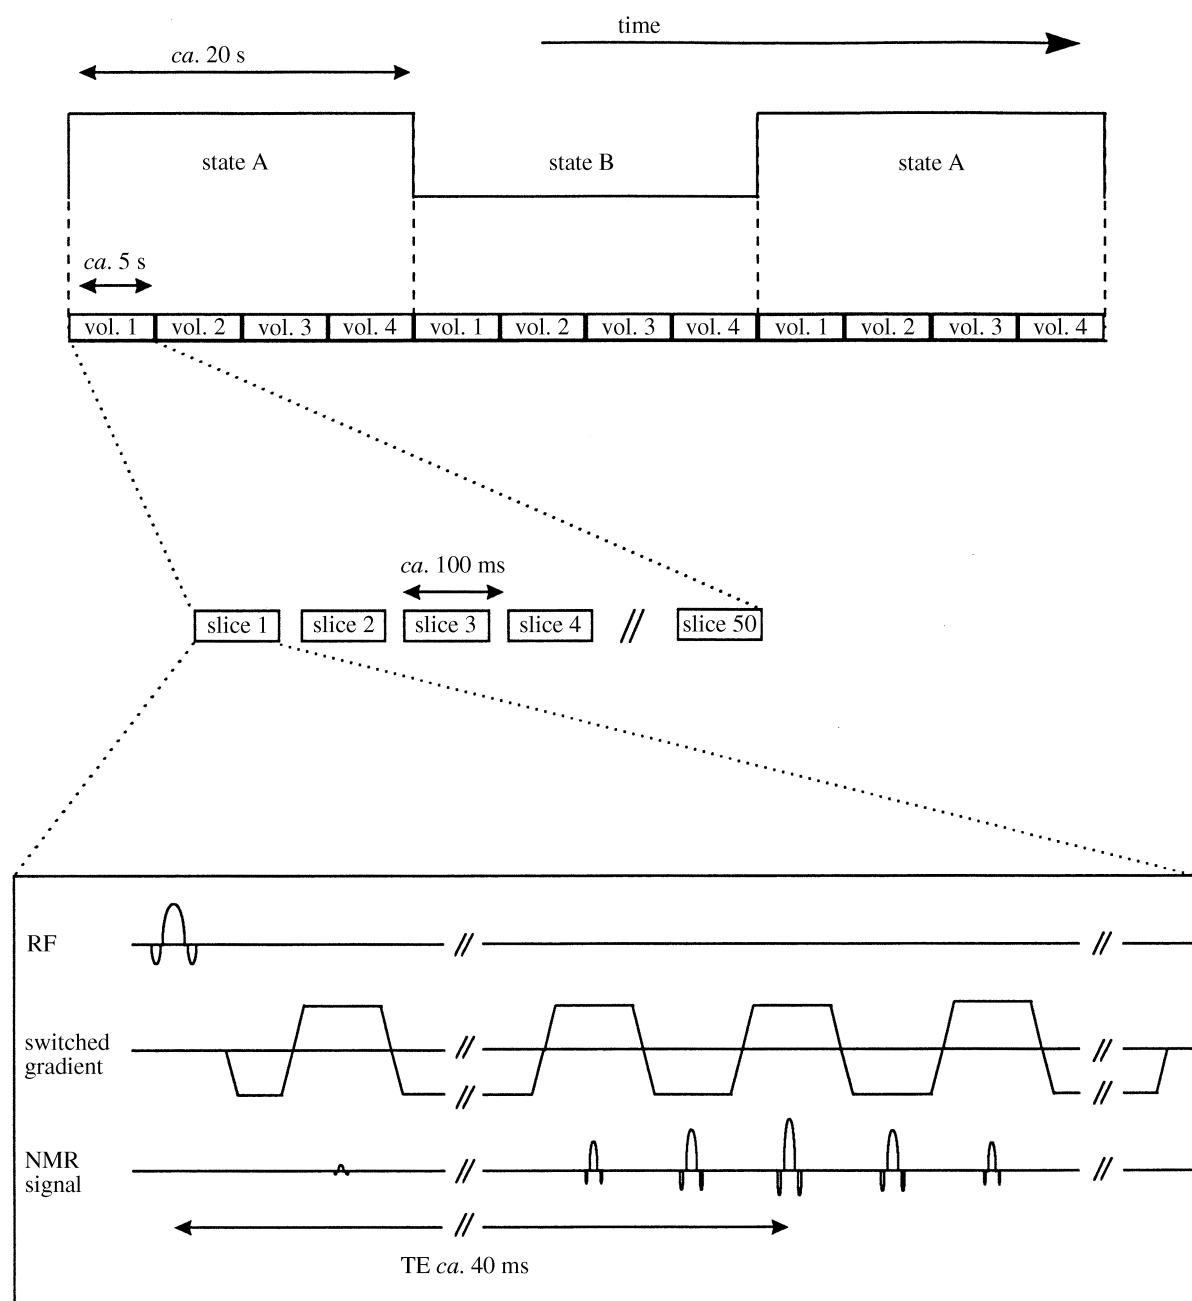 time
ca. 20 s
state A
state B
state A
ca. 5 s
vol. 1 vol. 2 vol. 3 vol. 4 vol. 1 vol. 2 vol. 3 vol. 4 vol. 1 vol. 2 vol. 3 vol. 4
ca. 100 ms
slice 1 slice 2 slice 3 slice 4 // slice 50
RF
switched
gradient
NMR
signal
TE ca. 40 ms